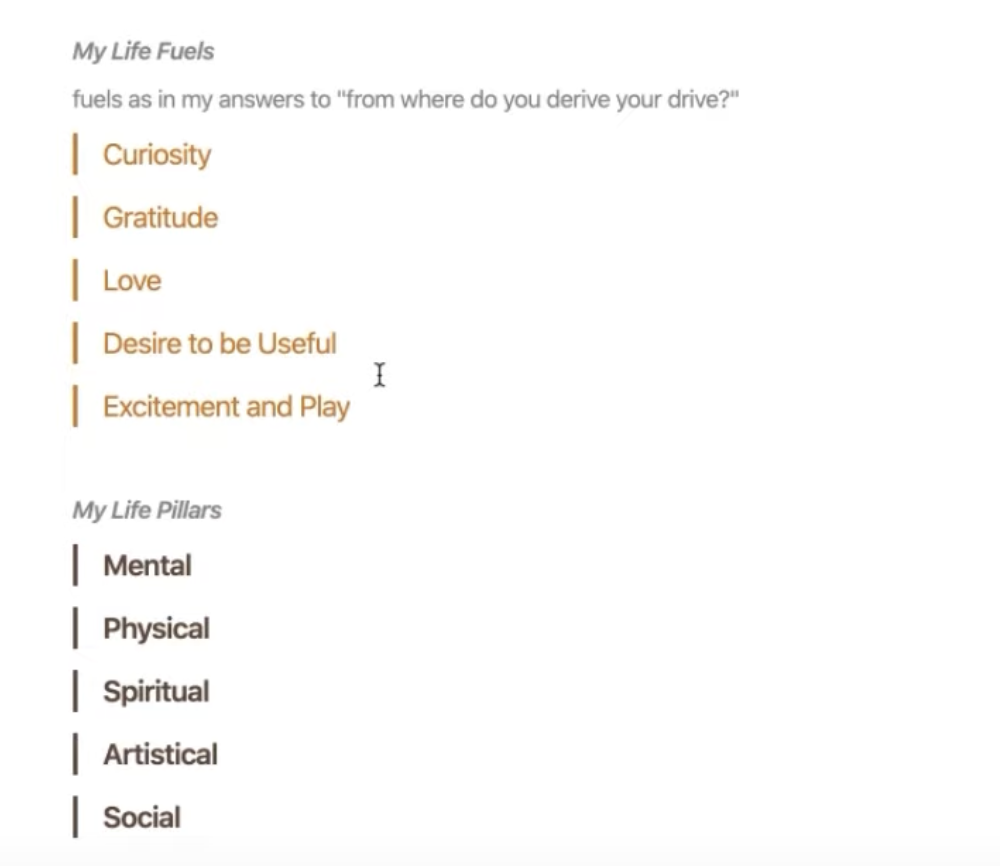 My Life Fuels
fuels as in my answers to "from where do you derive your drive?"
Curiosity
Gratitude
Love
Desire to be Useful
Excitement and Play
My Life Pillars
Mental
Physical
Spiritual
Artistical
Social